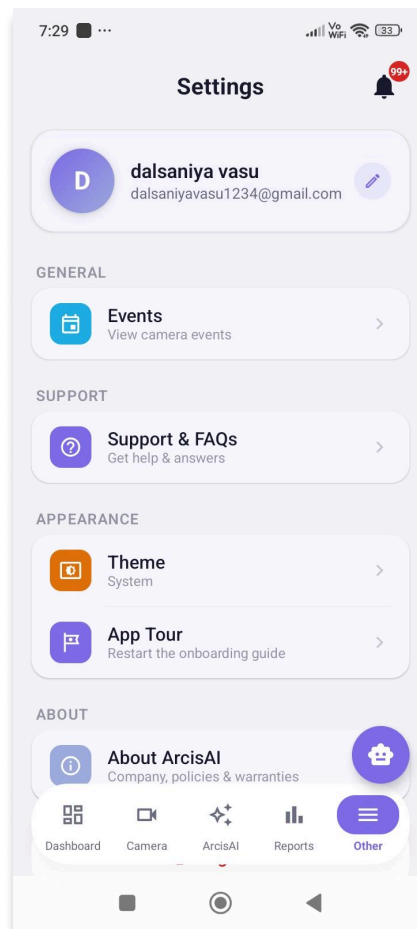 7:29 ...
Vo
WiFi
33
Settings
99+
D
dalsaniya vasu
dalsaniyavasu1234@gmail.com
GENERAL
Events
View camera events
SUPPORT
Support & FAQs
Get help & answers
APPEARANCE
Theme
System
App Tour
Restart the onboarding guide
ABOUT
About ArcisAI
Company, policies & warranties
Dashboard
Camera
ArcisAI
Reports
Other